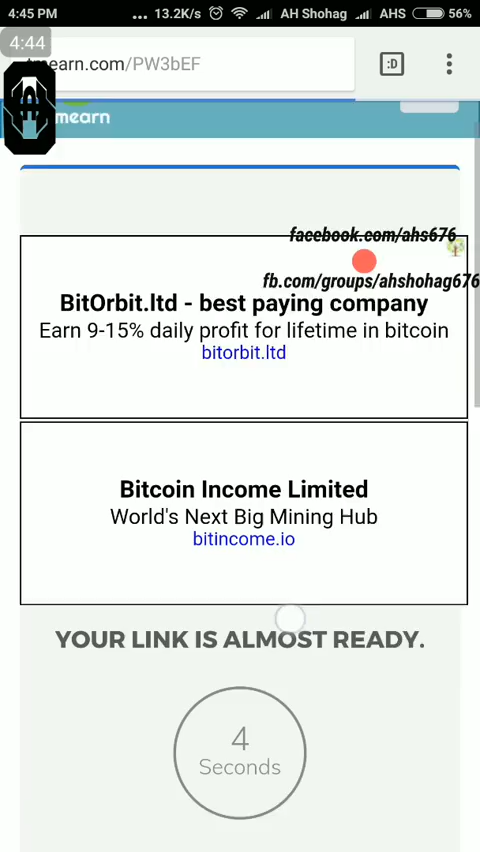 4:45 PM
... 13.2K/s
AH Shohag
AHS
56%
4:44
tmearn.com/PW3bEF
:D
mearn
facebook.com/ahs676
fb.com/groups/ahshohag676
BitOrbit.ltd - best paying company
Earn 9-15% daily profit for lifetime in bitcoin
bitorbit.ltd
Bitcoin Income Limited
World's Next Big Mining Hub
bitincome.io
YOUR LINK IS ALMOST READY.
4
Seconds